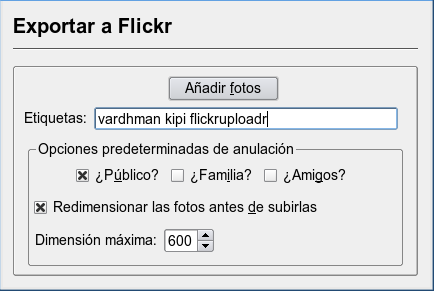 Exportar a Flickr
Añadir fotos
Etiquetas: vardhman kipi flickruploadr
Opciones predeterminadas de anulación
¿Público? ¿Familia? ¿Amigos?
Redimensionar las fotos antes de subirlas
Dimensión máxima: 600